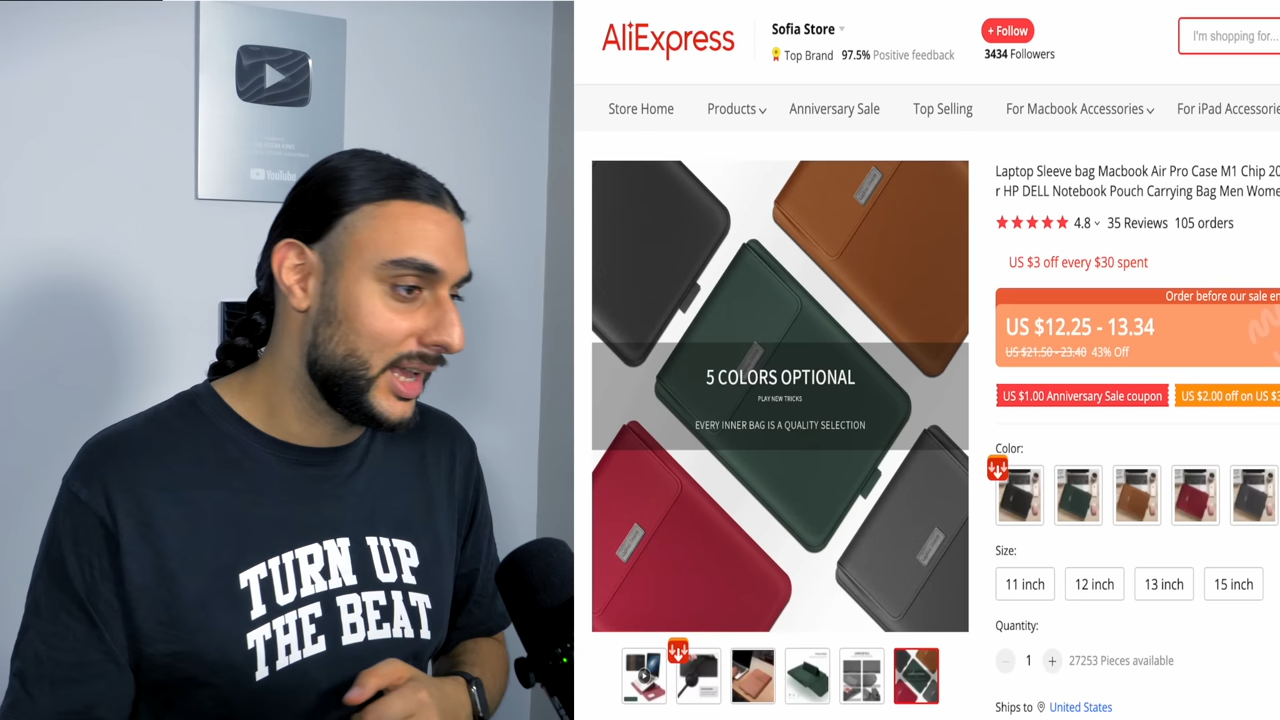 YouTube
TURN UP
THE BEAT
AliExpress
Sofia Store
Top Brand 97.5% Positive feedback
+ Follow
3434 Followers
I'm shopping for...
Store Home Products Anniversary Sale Top Selling For Macbook Accessories For iPad Accessorie
5 COLORS OPTIONAL
PLAY NEW TRICKS
EVERY INNER BAG IS A QUALITY SELECTION
Laptop Sleeve bag Macbook Air Pro Case M1 Chip 20
r HP DELL Notebook Pouch Carrying Bag Men Wome
4.8 35 Reviews 105 orders
US $3 off every $30 spent
Order before our sale en
US $12.25 - 13.34
US $21.50 - 23.40 43% Off
US $1.00 Anniversary Sale coupon US $2.00 off on US $3
Color:
Size:
11 inch 12 inch 13 inch 15 inch
Quantity:
1 + 27253 Pieces available
Ships to United States